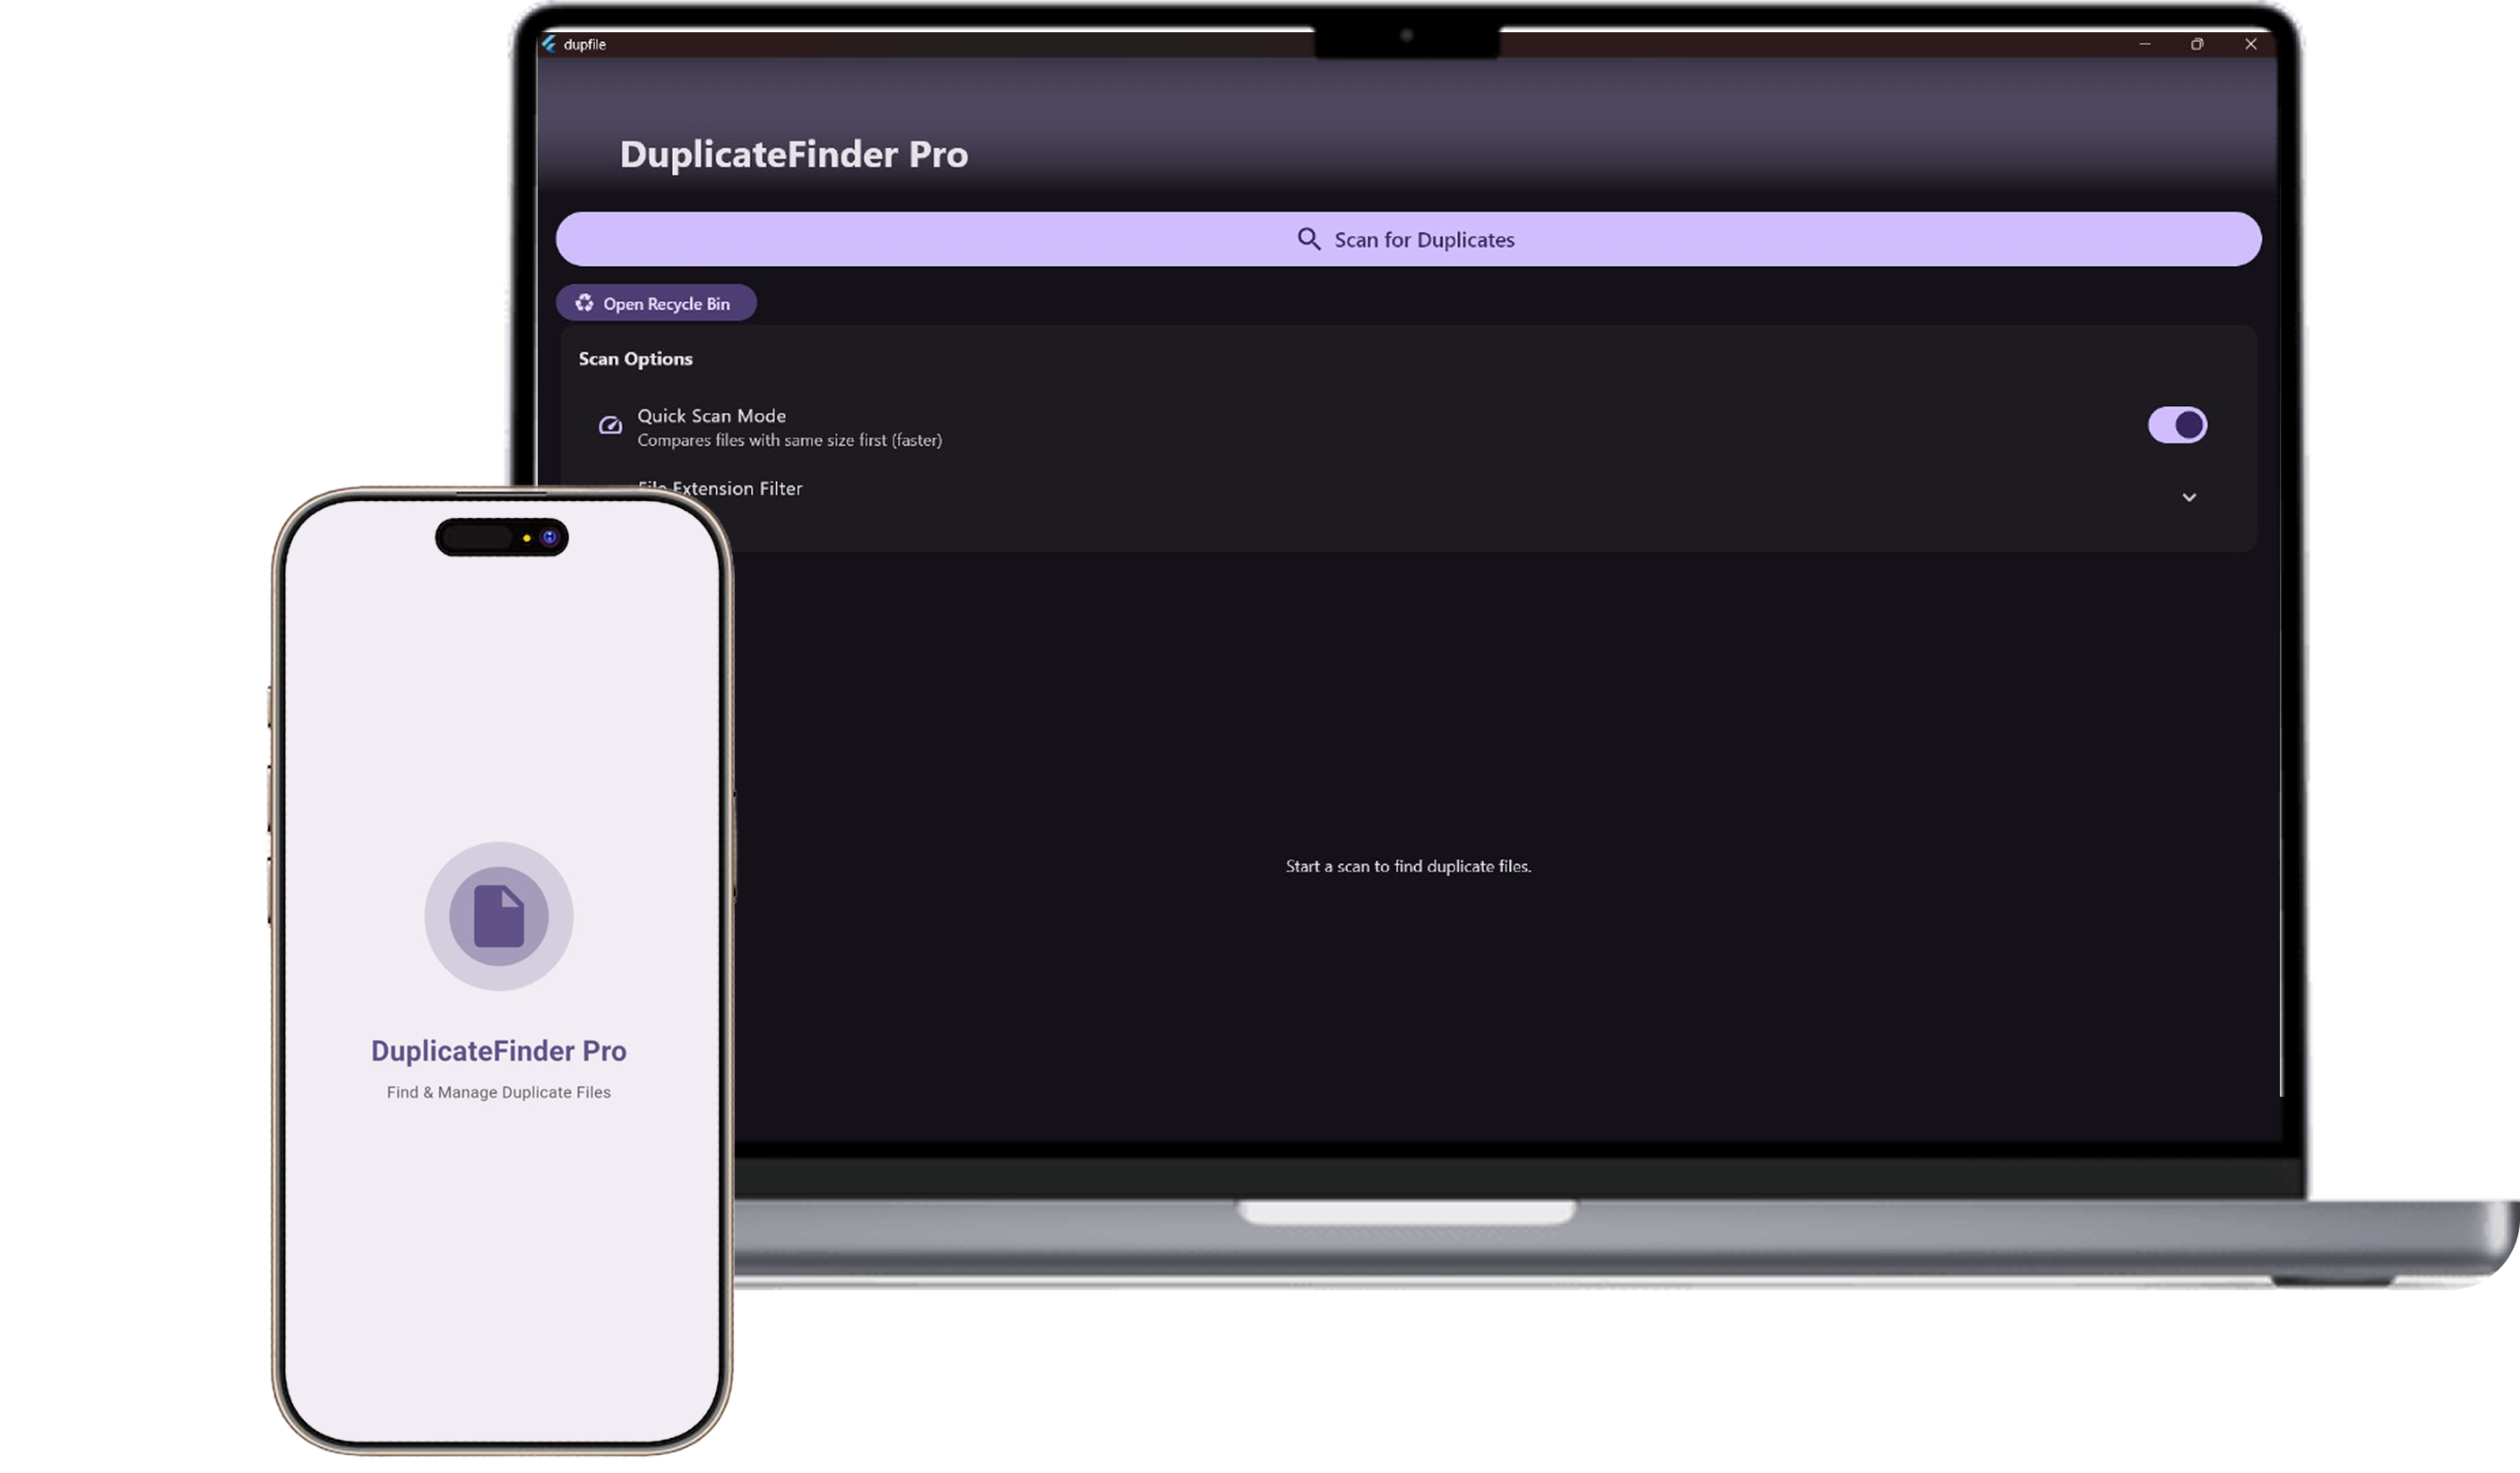 dupfile
DuplicateFinder Pro
Scan for Duplicates
Open Recycle Bin
Scan Options
Quick Scan Mode
Compares files with same size first (faster)
File Extension Filter
Start a scan to find duplicate files.
DuplicateFinder Pro
Find & Manage Duplicate Files